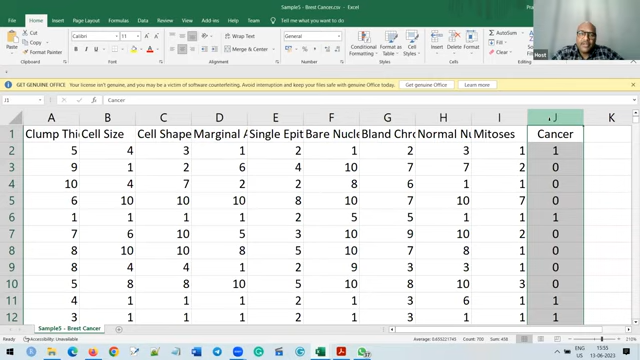 Sample5 - Brest Cancer.csv - Excel
File Home Insert Page Layout Formulas Data Review View Add-ins Help Team Tell me what you want to do
Cut
Copy
Format Painter
Paste
Clipboard
Calibri 11
Font
Wrap Text
Merge & Center
Alignment
General
Number
Conditional Formatting
Format as Table
Cell Styles
Styles
Insert Delete Format
Cells
AutoSum
Fill
Clear
Host
GET GENUINE OFFICE Your license isn't genuine, and you may be a victim of software counterfeiting. Avoid interruption and keep your files safe with genuine Office today. Get genuine Office Learn more
J1 Cancer
A B C D E F G H I J K
1 Clump Thi Cell Size Cell Shape Marginal A Single Epit Bare Nucle Bland Chro Normal Nu Mitoses Cancer
2 5 4 3 1 2 1 2 3 1 1
3 9 1 2 6 4 10 7 7 2 0
4 10 4 7 2 2 8 6 1 1 0
5 6 10 10 10 8 10 7 10 7 0
6 1 1 1 1 2 5 5 1 1 1
7 7 6 10 5 3 10 9 10 2 0
8 8 10 10 8 5 10 7 8 1 0
9 8 4 4 1 2 9 3 3 1 0
10 5 8 8 10 5 10 8 10 3 0
11 4 1 1 1 2 1 3 6 1 1
12 3 1 1 1 2 2 3 1 1 1
Sample5 - Brest Cancer
Ready Accessibility: Unavailable
Count: 700 Sum: 458
210%
ENG
US
15:55
13-06-2023